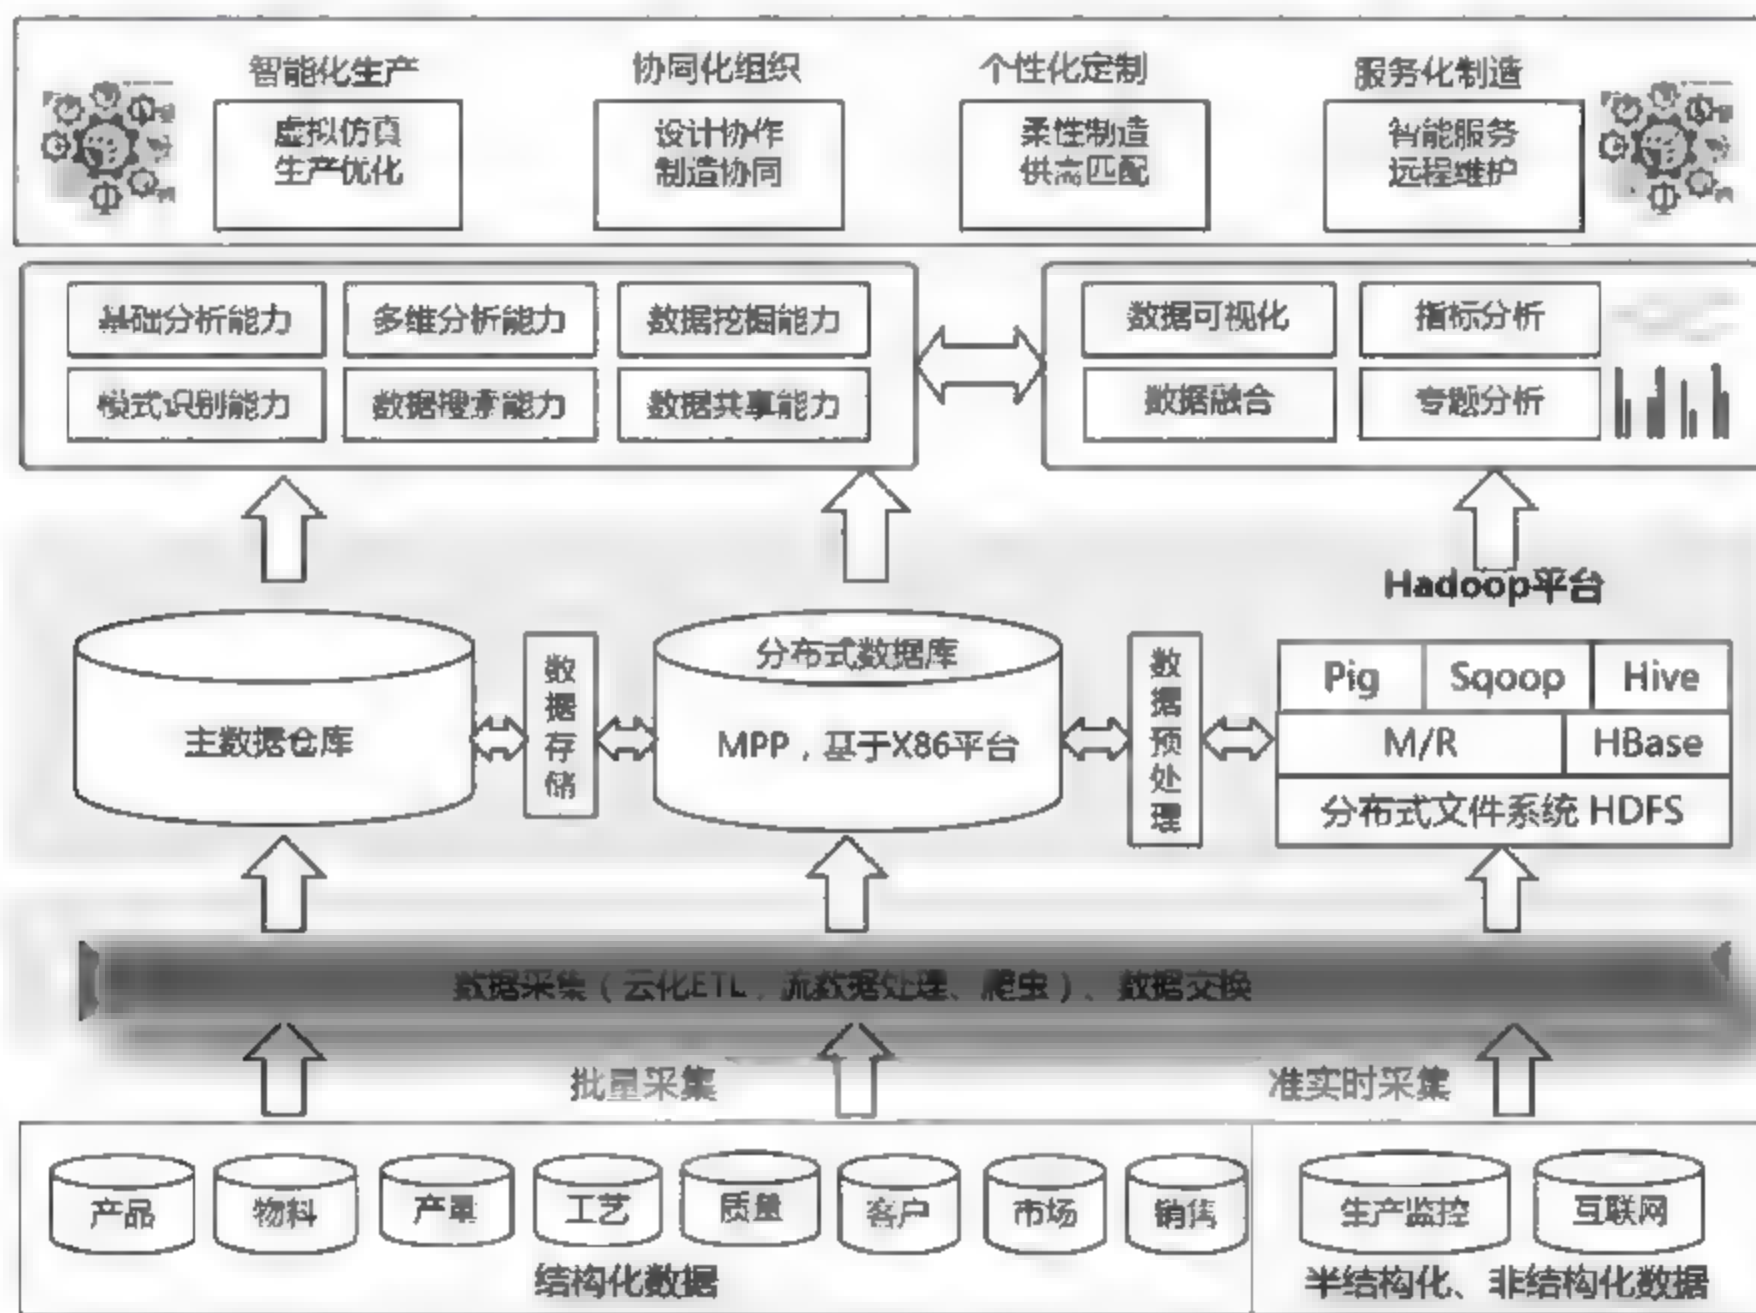 智能化生产
协同化组织
个性化定制
服务化制造
虚拟仿真
生产优化
设计协作
制造协同
柔性制造
供需匹配
智能服务
远程维护
基础分析能力
多维分析能力
数据挖掘能力
模式识别能力
数据搜索能力
数据共享能力
数据可视化
指标分析
数据融合
专题分析
Hadoop平台
主数据仓库
数据存储
分布式数据库
MPP，基于X86平台
数据预处理
Pig
Sqoop
Hive
M/R
HBase
分布式文件系统 HDFS
数据采集（云化ETL，流数据处理、爬虫）、数据交换
批量采集
准实时采集
产品
物料
产量
工艺
质量
客户
市场
销售
生产监控
互联网
结构化数据
半结构化、非结构化数据